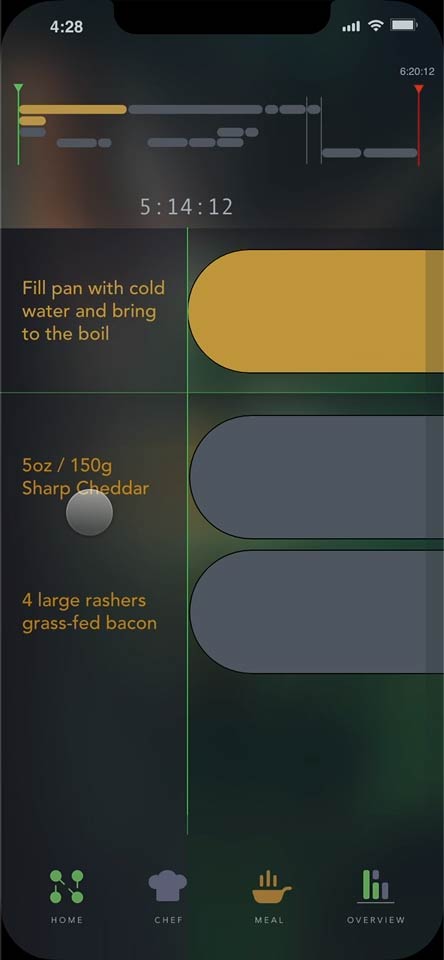 4:28
6:20:12
5:14:12
Fill pan with cold
water and bring
to the boil
5oz / 150g
Sharp Cheddar
4 large rashers
grass-fed bacon
HOME CHEF MEAL OVERVIEW